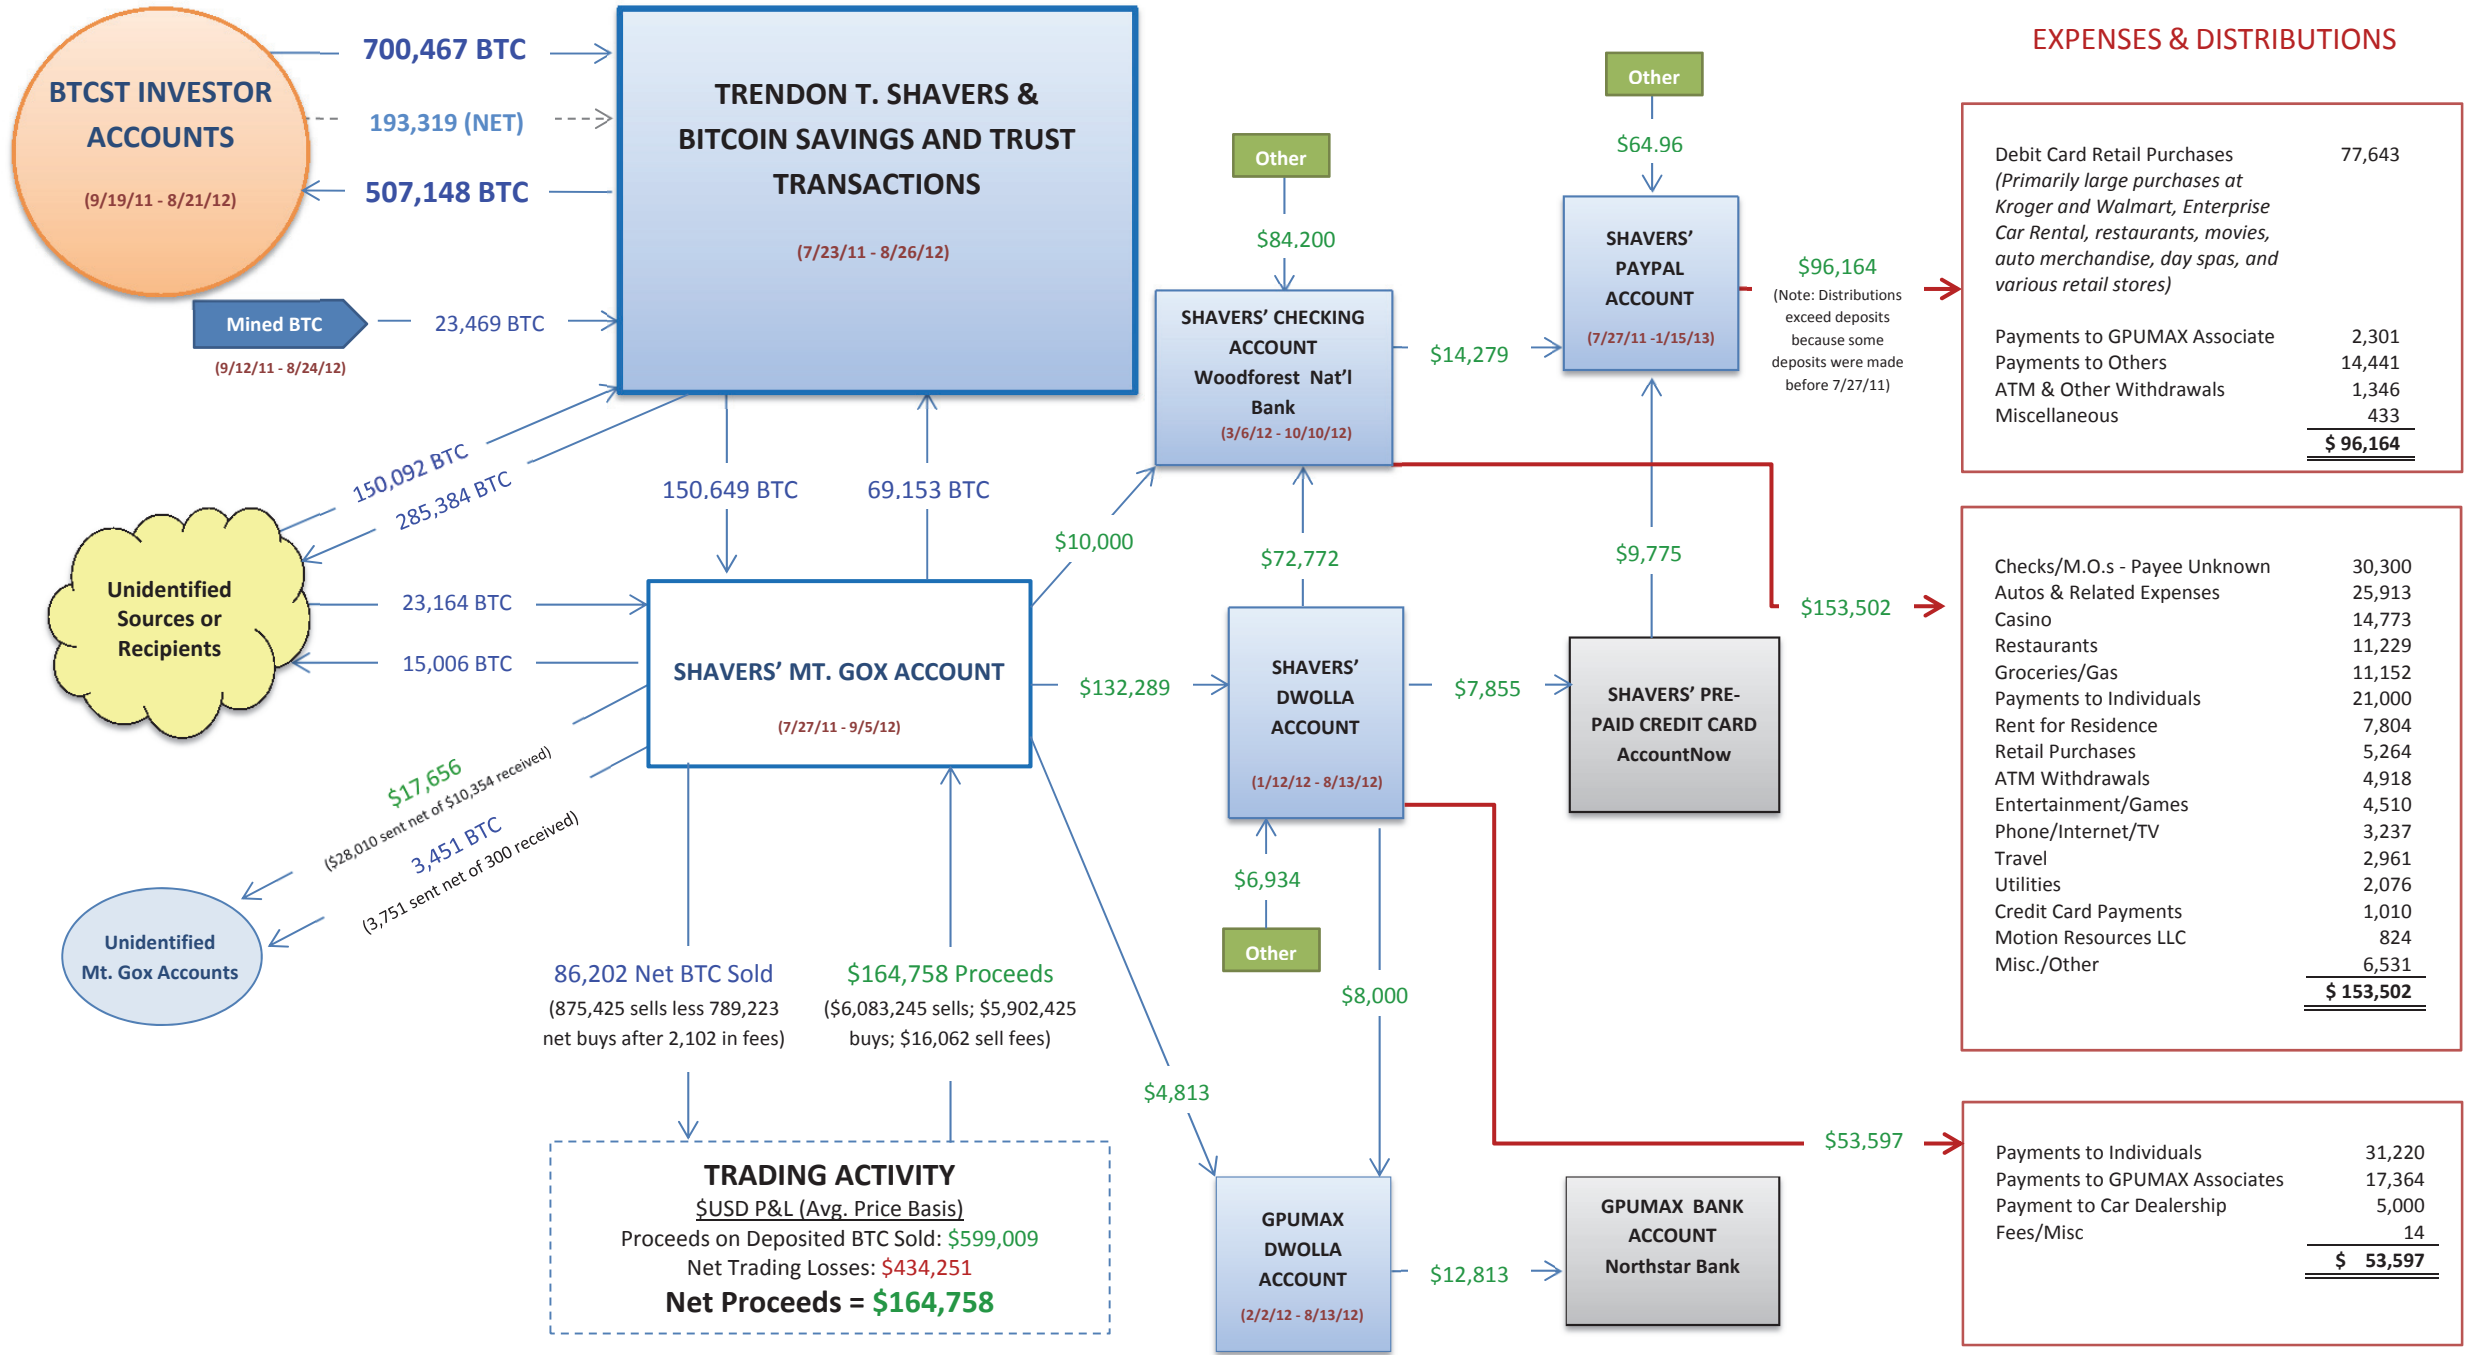 EXPENSES & DISTRIBUTIONS
BTCST INVESTOR
ACCOUNTS
(9/19/11 - 8/21/12)
700,467 BTC
193,319 (NET)
507,148 BTC
Mined BTC
(9/12/11 - 8/24/12)
23,469 BTC
TRENDON T. SHAVERS &
BITCOIN SAVINGS AND TRUST
TRANSACTIONS
(7/23/11 - 8/26/12)
150,092 BTC
285,384 BTC
150,649 BTC
69,153 BTC
Unidentified
Sources or
Recipients
23,164 BTC
15,006 BTC
SHAVERS’ MT. GOX ACCOUNT
(7/27/11 - 9/5/12)
$17,656
($28,010 sent net of $10,354 received)
3,451 BTC
(3,751 sent net of 300 received)
Unidentified
Mt. Gox Accounts
86,202 Net BTC Sold
(875,425 sells less 789,223
net buys after 2,102 in fees)
$164,758 Proceeds
($6,083,245 sells; $5,902,425
buys; $16,062 sell fees)
TRADING ACTIVITY
$USD P&L (Avg. Price Basis)
Proceeds on Deposited BTC Sold: $599,009
Net Trading Losses: $434,251
Net Proceeds = $164,758
Other
$84,200
SHAVERS’ CHECKING
ACCOUNT
Woodforest Nat’l
Bank
(3/6/12 - 10/10/12)
$10,000
$72,772
$14,279
Other
$64.96
SHAVERS’
PAYPAL
ACCOUNT
(7/27/11 -1/15/13)
$96,164
(Note: Distributions
exceed deposits
because some
deposits were made
before 7/27/11)
$9,775
$132,289
SHAVERS’
DWOLLA
ACCOUNT
(1/12/12 - 8/13/12)
$7,855
SHAVERS’ PRE-
PAID CREDIT CARD
AccountNow
$6,934
Other
$8,000
$4,813
GPUMAX
DWOLLA
ACCOUNT
(2/2/12 - 8/13/12)
$12,813
GPUMAX BANK
ACCOUNT
Northstar Bank
$153,502
$53,597
Debit Card Retail Purchases 77,643
(Primarily large purchases at
Kroger and Walmart, Enterprise
Car Rental, restaurants, movies,
auto merchandise, day spas, and
various retail stores)
Payments to GPUMAX Associate 2,301
Payments to Others 14,441
ATM & Other Withdrawals 1,346
Miscellaneous 433
$ 96,164
Checks/M.O.s - Payee Unknown 30,300
Autos & Related Expenses 25,913
Casino 14,773
Restaurants 11,229
Groceries/Gas 11,152
Payments to Individuals 21,000
Rent for Residence 7,804
Retail Purchases 5,264
ATM Withdrawals 4,918
Entertainment/Games 4,510
Phone/Internet/TV 3,237
Travel 2,961
Utilities 2,076
Credit Card Payments 1,010
Motion Resources LLC 824
Misc./Other 6,531
$ 153,502
Payments to Individuals 31,220
Payments to GPUMAX Associates 17,364
Payment to Car Dealership 5,000
Fees/Misc 14
$ 53,597